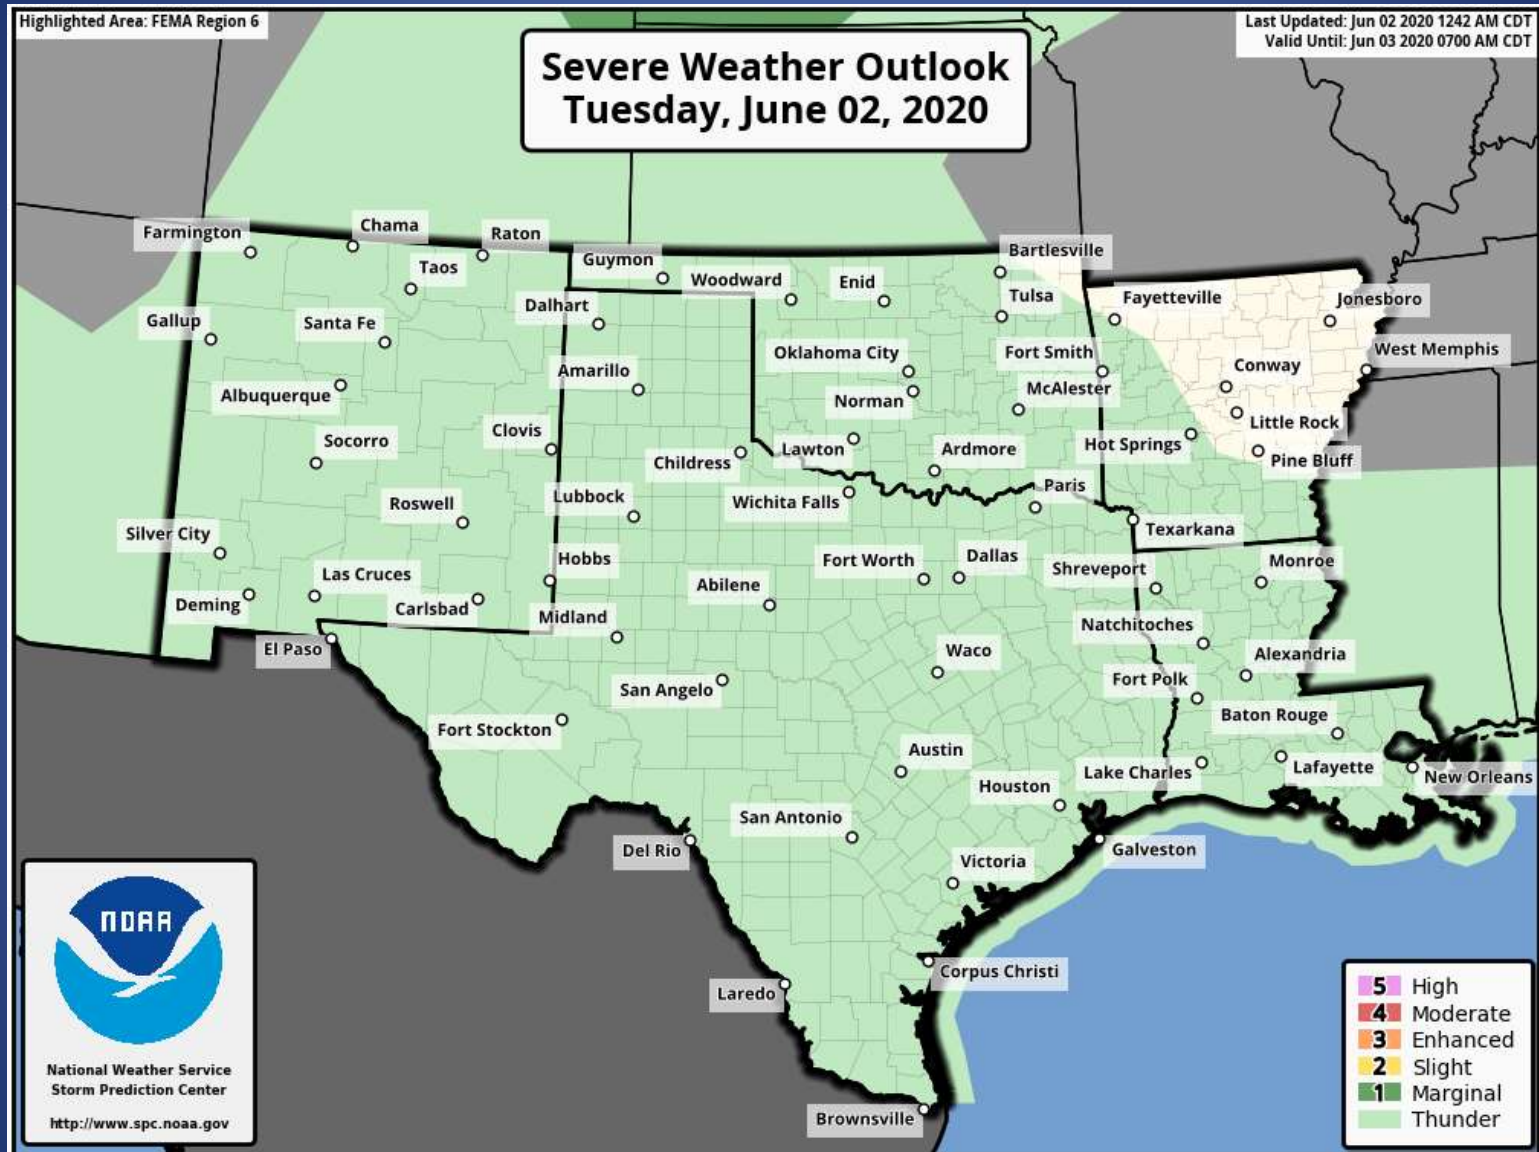 Highlighted Area: FEMA Region 6
Last Updated: Jun 02 2020 1242 AM CDT
Valid Until: Jun 03 2020 0700 AM CDT
Severe Weather Outlook
Tuesday, June 02, 2020
Farmington
Chama
Raton
Taos
Guymon
Woodward
Enid
Bartlesville
Tulsa
Fayetteville
Jonesboro
Gallup
Santa Fe
Dalhart
Oklahoma City
Fort Smith
West Memphis
Albuquerque
Amarillo
Norman
McAlester
Conway
Little Rock
Socorro
Clovis
Childress
Lawton
Ardmore
Hot Springs
Pine Bluff
Roswell
Lubbock
Wichita Falls
Paris
Texarkana
Silver City
Las Cruces
Hobbs
Fort Worth
Dallas
Shreveport
Monroe
Deming
Carlsbad
Midland
Abilene
Natchitoches
El Paso
San Angelo
Waco
Fort Polk
Alexandria
Fort Stockton
Austin
Baton Rouge
Houston
Lake Charles
Lafayette
New Orleans
San Antonio
Del Rio
Victoria
Galveston
Laredo
Corpus Christi
Brownsville
NOAA
National Weather Service
Storm Prediction Center
http://www.spc.noaa.gov
5 High
4 Moderate
3 Enhanced
2 Slight
1 Marginal
Thunder